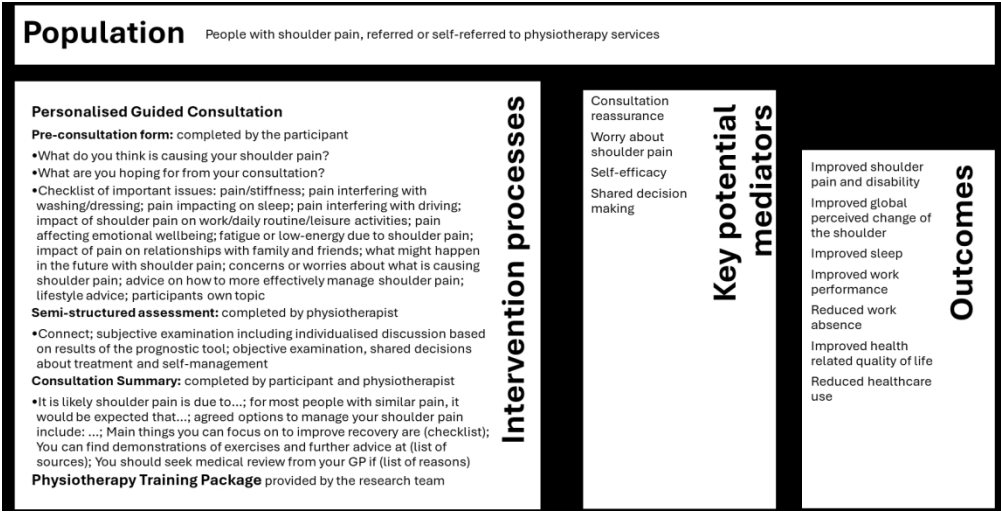 Population
People with shoulder pain, referred or self-referred to physiotherapy services
Personalised Guided Consultation
Pre-consultation form: completed by the participant
•What do you think is causing your shoulder pain?
•What are you hoping for from your consultation?
•Checklist of important issues: pain/stiffness; pain interfering with
washing/dressing; pain impacting on sleep; pain interfering with driving;
impact of shoulder pain on work/daily routine/leisure activities; pain
affecting emotional wellbeing; fatigue or low-energy due to shoulder pain;
impact of pain on relationships with family and friends; what might happen
in the future with shoulder pain; concerns or worries about what is causing
shoulder pain; advice on how to more effectively manage shoulder pain;
lifestyle advice; participants own topic
Semi-structured assessment: completed by physiotherapist
•Connect; subjective examination including individualised discussion based
on results of the prognostic tool; objective examination, shared decisions
about treatment and self-management
Consultation Summary: completed by participant and physiotherapist
•It is likely shoulder pain is due to...; for most people with similar pain, it
would be expected that...; agreed options to manage your shoulder pain
include: ...; Main things you can focus on to improve recovery are (checklist);
You can find demonstrations of exercises and further advice at (list of
sources); You should seek medical review from your GP if (list of reasons)
Physiotherapy Training Package provided by the research team
Intervention processes
Consultation
reassurance
Worry about
shoulder pain
Self-efficacy
Shared decision
making
Key potential
mediators
Improved shoulder
pain and disability
Improved global
perceived change of
the shoulder
Improved sleep
Improved work
performance
Reduced work
absence
Improved health
related quality of life
Reduced healthcare
use
Outcomes